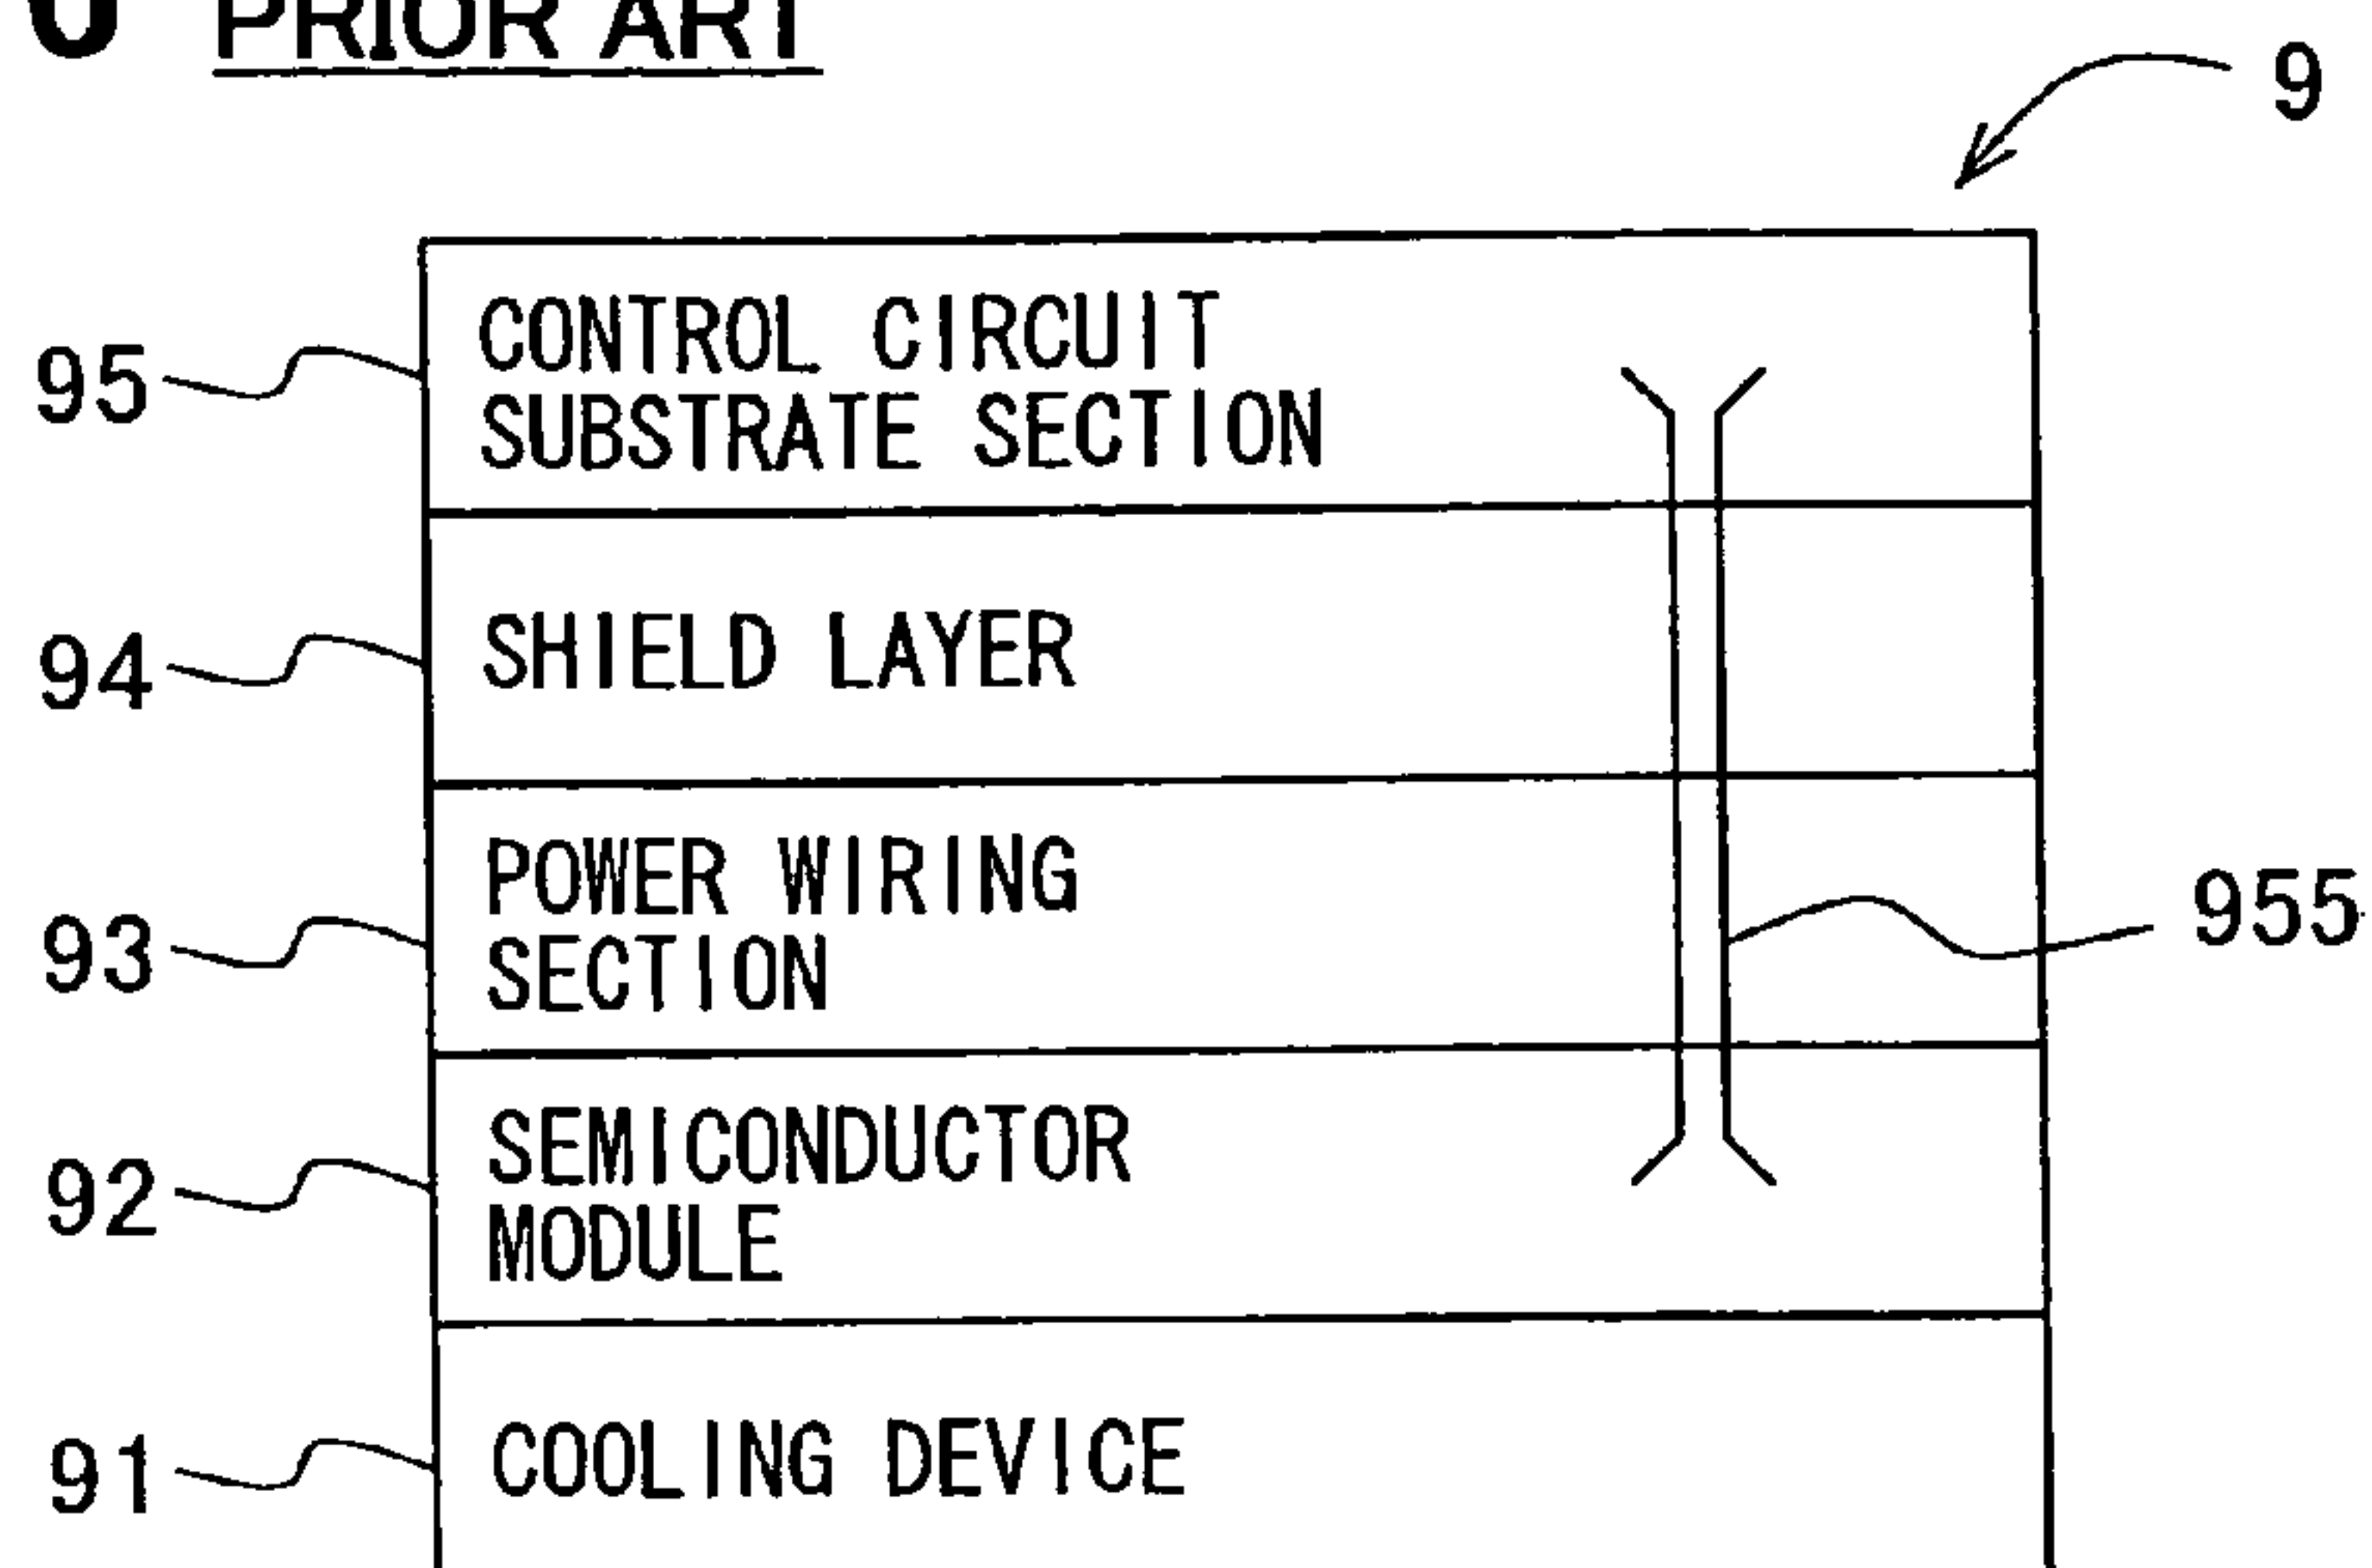 PRIOR ART
9
95
CONTROL CIRCUIT
SUBSTRATE SECTION
94
SHIELD LAYER
93
POWER WIRING
SECTION
955
92
SEMICONDUCTOR
MODULE
91
COOLING DEVICE